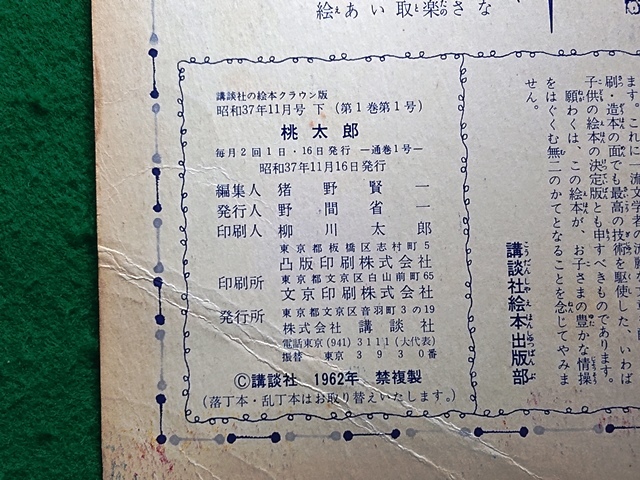 絵あい取楽さな
講談社の絵本クラウン版
昭和37年11月号 下（第1巻第1号）
桃太郎
毎月2回1日・16日発行 ―通巻1号―
昭和37年11月16日発行
編集人 猪野賢一
発行人 野間省一
印刷人 柳川太郎
東京都板橋区志村町5
印刷所 凸版印刷株式会社
東京都文京区白山前町65
文京印刷株式会社
発行所 東京都文京区音羽町3の19
株式会社 講談社
電話東京(941)3111(大代表)
振替 東京3930番
©講談社 1962年 禁複製
（落丁本・乱丁本はお取り替えいたします。）
ます。これに
刷・造本の面でも最高の技術を駆使した、いわば
子供の絵本の決定版とも申すべきものであります。
願わくは、この絵本が、お子さまの豊かな情操
をはぐくむ無二のかてとなることを念じてやみま
せん。
講談社絵本出版部